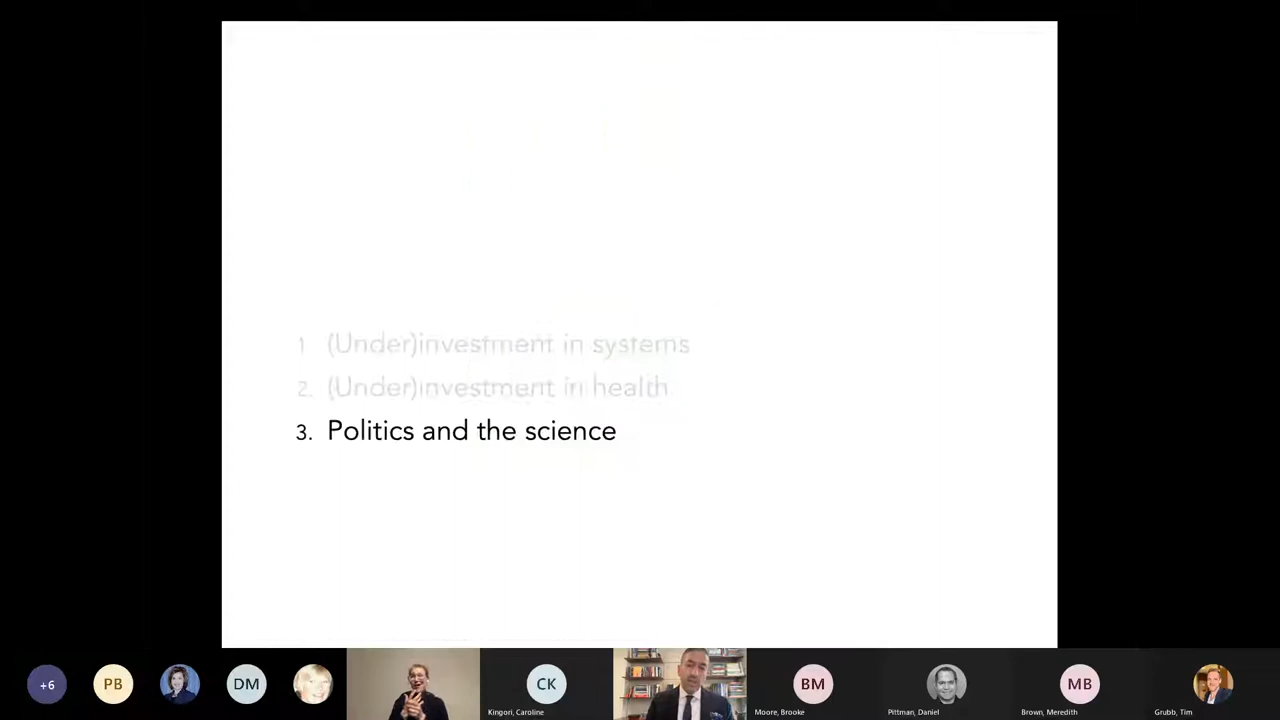 1 (Under)investment in systems
2. (Under)investment in health
3. Politics and the science
+6
PB
DM
CK
BM
MB
Kingori, Caroline
Moore, Brooke
Pittman, Daniel
Brown, Meredith
Grubb, Tim